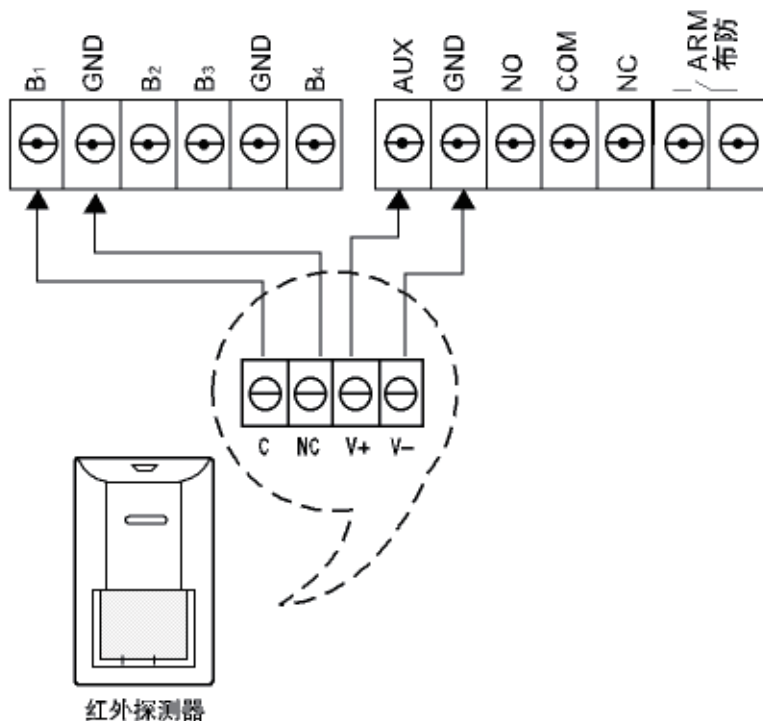 B₁ GND B₂ B₃ GND B₄ AUX GND NO COM NC ARM
布防
C NC V+ V-
红外探测器